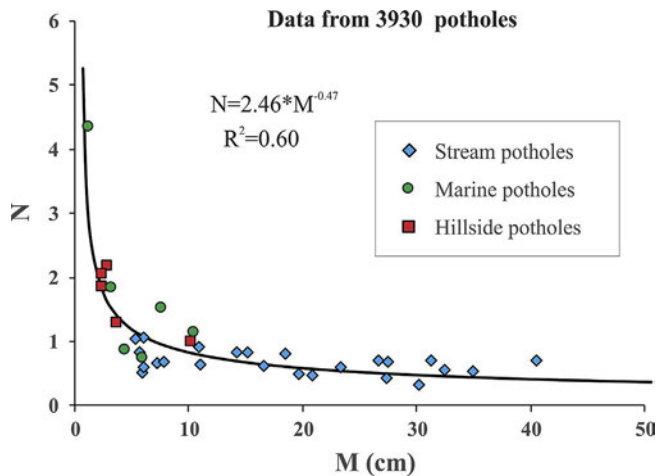 Data from 3930 potholes
6
5
4
3
2
1
0
N
N=2.46*M^-0.47
R²=0.60
Stream potholes
Marine potholes
Hillside potholes
0 10 20 30 40 50
M (cm)